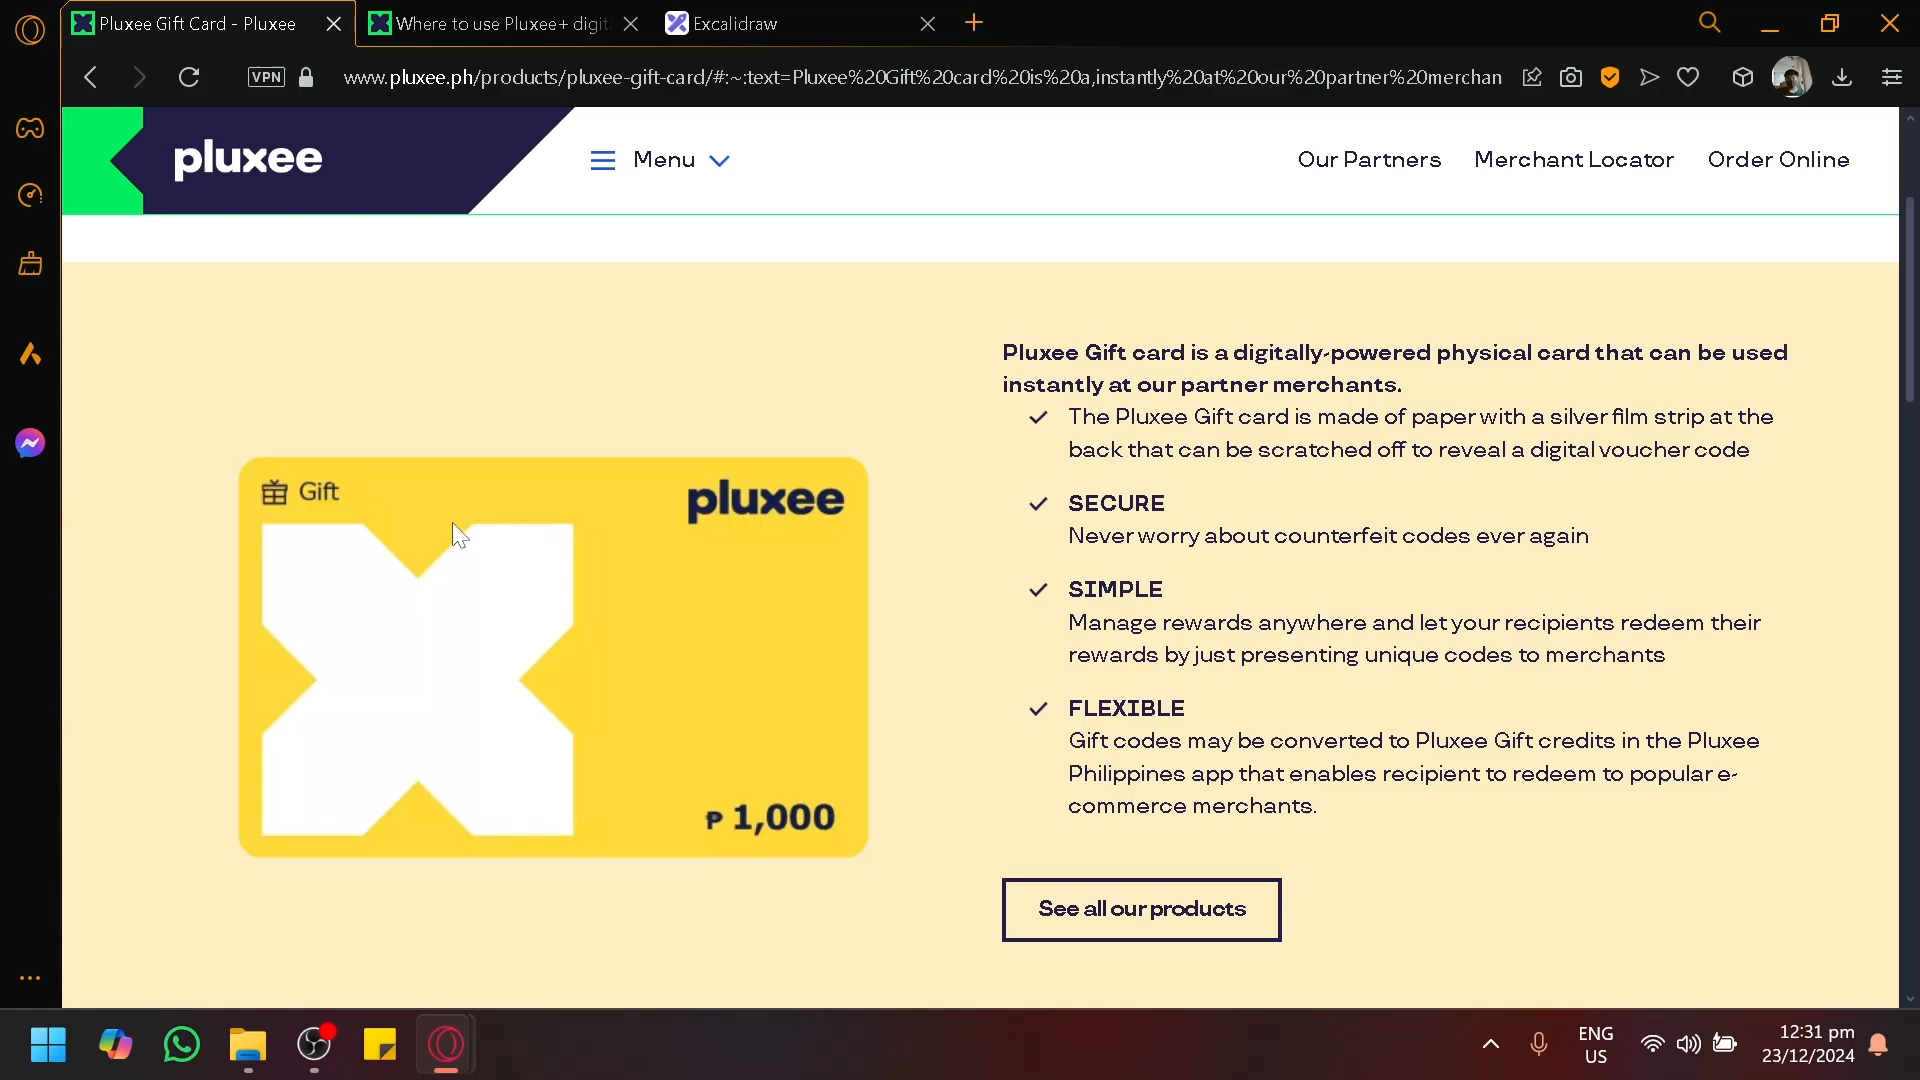 Pluxee Gift Card - Pluxee
Where to use Pluxee+ digit
Excalidraw
VPN
www.pluxee.ph/products/pluxee-gift-card/#:~:text=Pluxee%20Gift%20card%20is%20a,instantly%20at%20our%20partner%20merchan
pluxee
Menu
Our Partners
Merchant Locator
Order Online
Gift
pluxee
₱ 1,000
Pluxee Gift card is a digitally-powered physical card that can be used
instantly at our partner merchants.
The Pluxee Gift card is made of paper with a silver film strip at the
back that can be scratched off to reveal a digital voucher code
SECURE
Never worry about counterfeit codes ever again
SIMPLE
Manage rewards anywhere and let your recipients redeem their
rewards by just presenting unique codes to merchants
FLEXIBLE
Gift codes may be converted to Pluxee Gift credits in the Pluxee
Philippines app that enables recipient to redeem to popular e-
commerce merchants.
See all our products
ENG
US
12:31 pm
23/12/2024